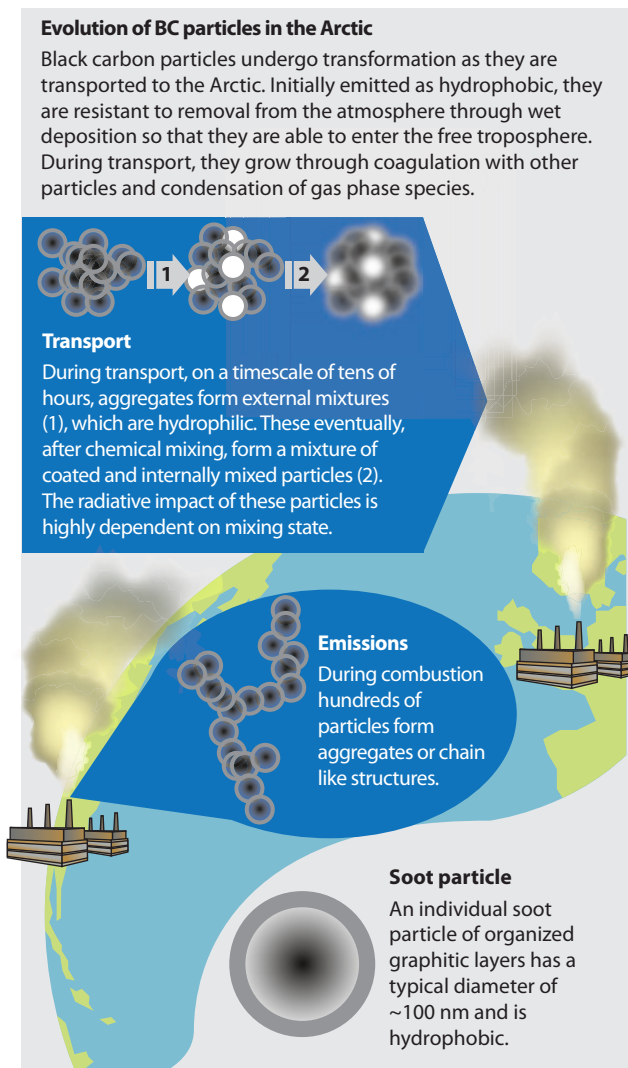 Evolution of BC particles in the Arctic
Black carbon particles undergo transformation as they are
transported to the Arctic. Initially emitted as hydrophobic, they
are resistant to removal from the atmosphere through wet
deposition so that they are able to enter the free troposphere.
During transport, they grow through coagulation with other
particles and condensation of gas phase species.
1
2
Transport
During transport, on a timescale of tens of
hours, aggregates form external mixtures
(1), which are hydrophilic. These eventually,
after chemical mixing, form a mixture of
coated and internally mixed particles (2).
The radiative impact of these particles is
highly dependent on mixing state.
Emissions
During combustion
hundreds of
particles form
aggregates or chain
like structures.
Soot particle
An individual soot
particle of organized
graphitic layers has a
typical diameter of
~100 nm and is
hydrophobic.